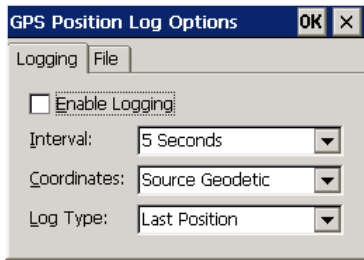 GPS Position Log Options OK ×
Logging File
Enable Logging
Interval: 5 Seconds
Coordinates: Source Geodetic
Log Type: Last Position